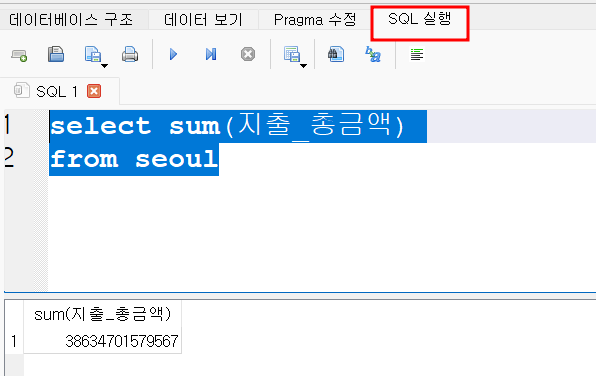 데이터베이스 구조 데이터 보기 Pragma 수정 SQL 실행
SQL 1
1 select sum(지출_총금액)
2 from seoul
sum(지출_총금액)
1 38634701579567